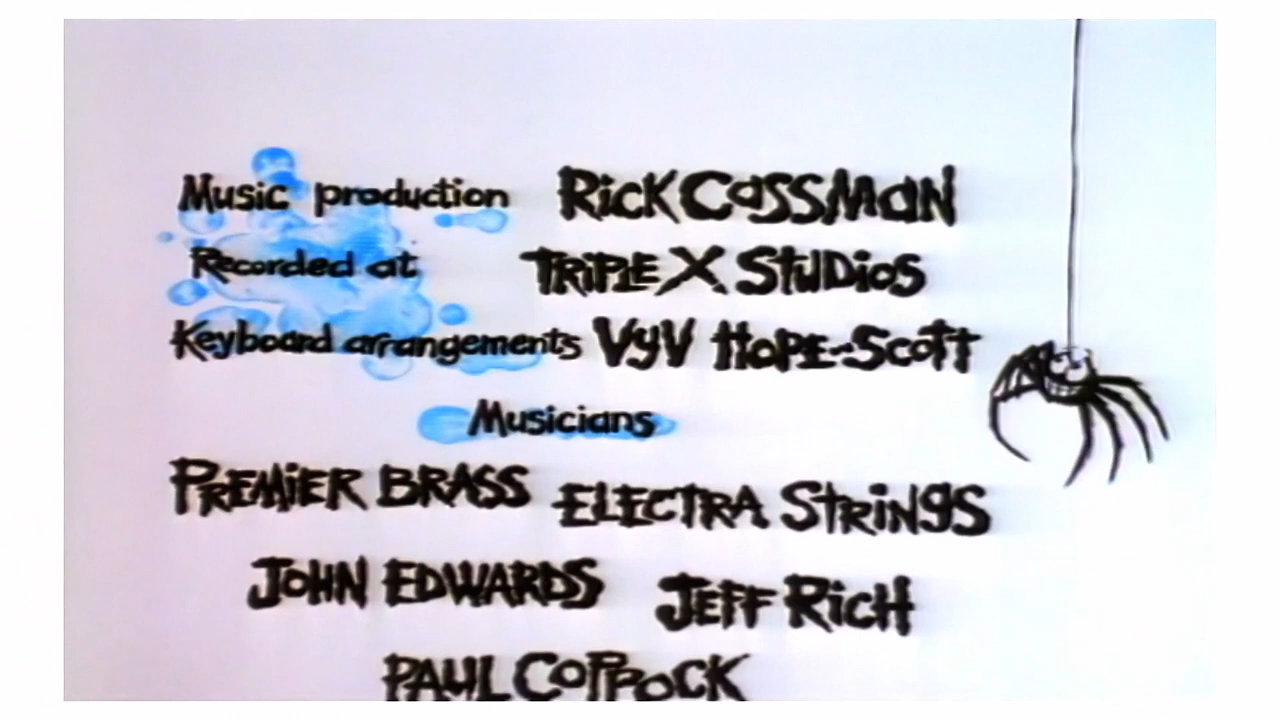 Music production RiCK CaSSMaN
Recorded at TRiPLE X StUDioS
Keyboard arrangements VyV HoPE-Scott
Musicians
PREMiER BRASS ELECTRA StRiNgS
JOHN EDWARDS JEFF RiCH
PAUL COPPoCK